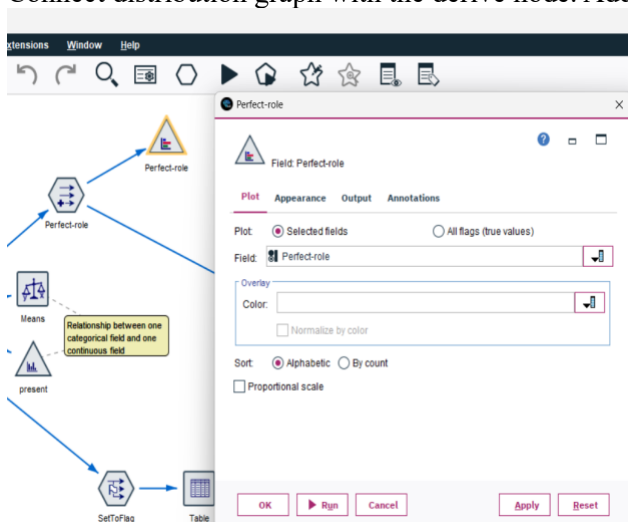 Connect distribution graph with the derive node. Add
xtensions Window Help
Perfect-role
Perfect-role
Field: Perfect-role
Perfect-role
Plot Appearance Output Annotations
Plot: Selected fields All flags (true values)
Perfect-role
Field: Perfect-role
Overlay
Color:
Means
Relationship between one
categorical field and one
continuous field
Normalize by color
Sort: Alphabetic By count
present
Proportional scale
SetToFlag
Table
OK Run Cancel Apply Reset